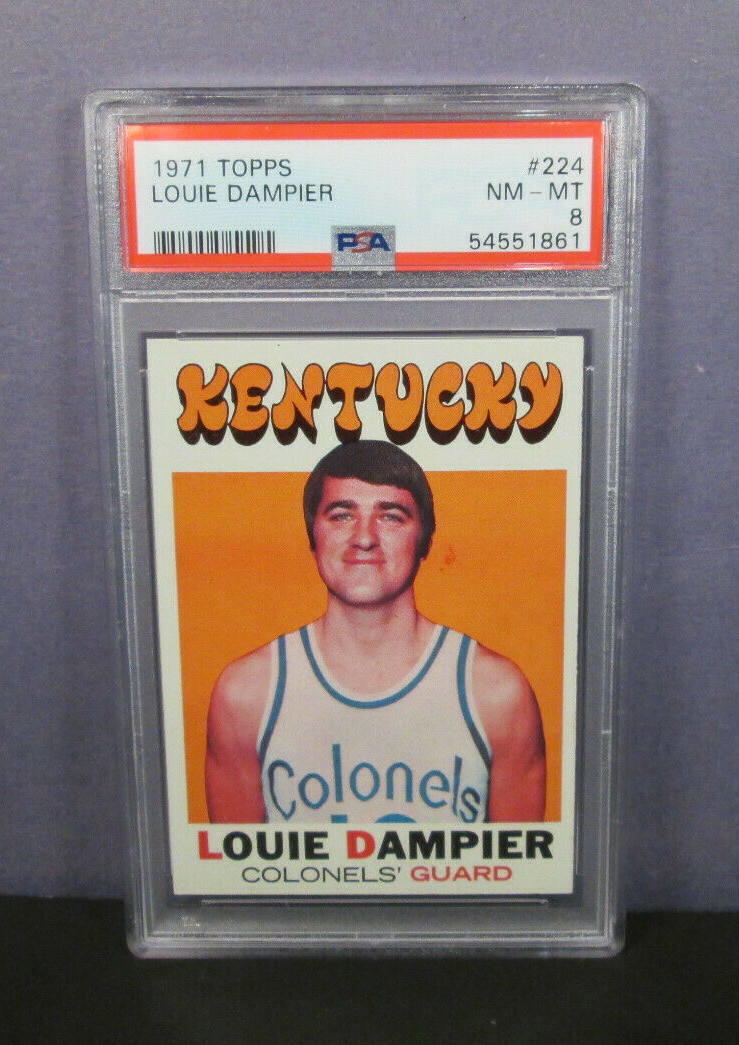 1971 TOPPS #224
LOUIE DAMPIER NM - MT
8
PSA 54551861
KENTUCKY
Colonels
LOUIE DAMPIER
COLONELS' GUARD